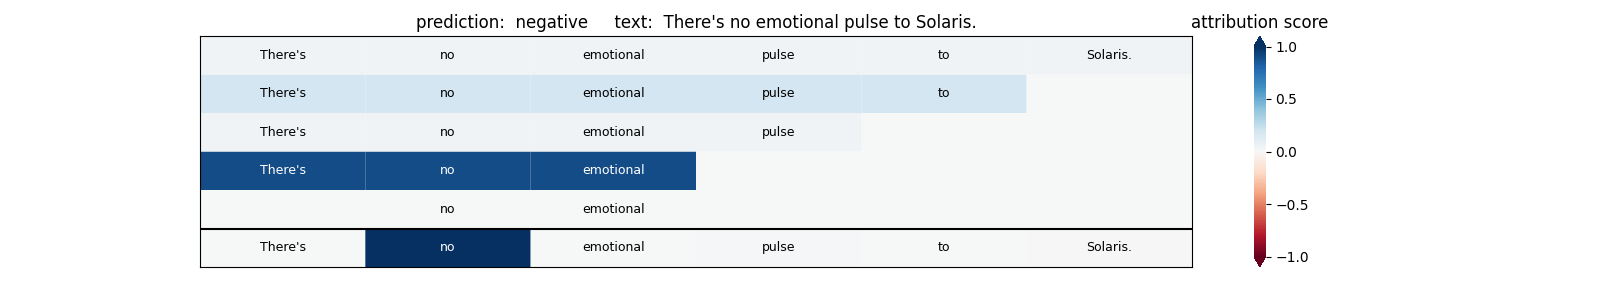 prediction:  negative     text:  There's no emotional pulse to Solaris.
attribution score
There's no emotional pulse to Solaris.
There's no emotional pulse to
There's no emotional pulse
There's no emotional
no emotional
There's no emotional pulse to Solaris.
1.0
0.5
0.0
−0.5
−1.0